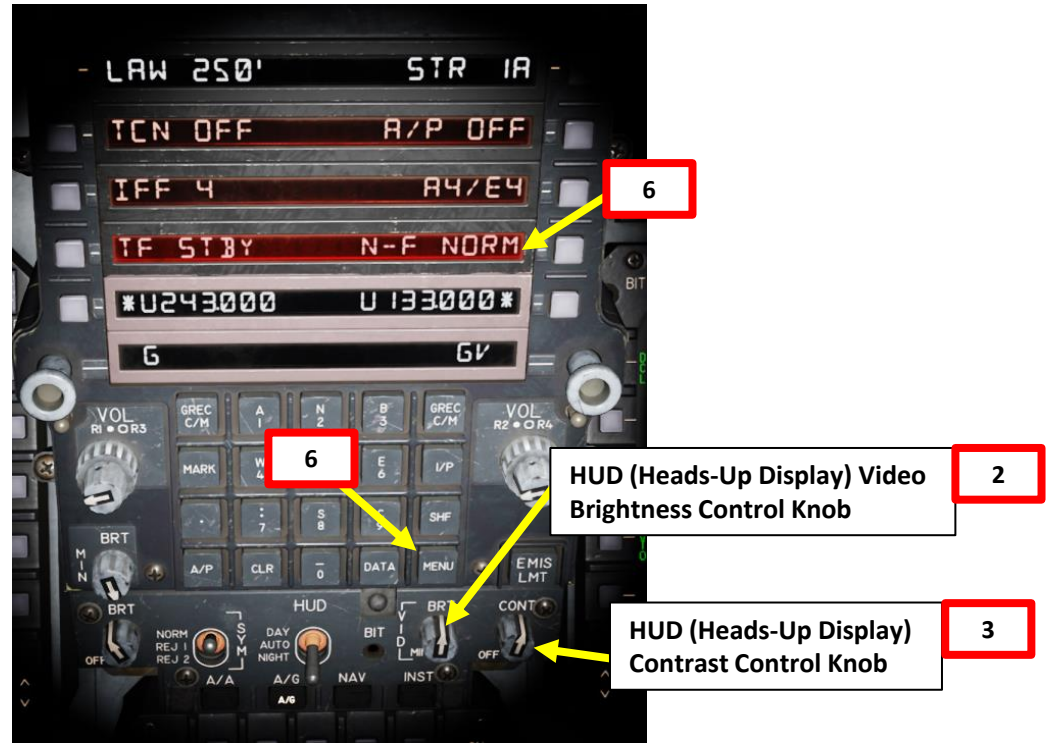 LAW 250' STR 1A
TCN OFF A/P OFF
IFF 4 A4/E4
6
TF STBY N-F NORM
BIT
*U243.000 U133.000*
G GV
VOL
R1 R3
GREC C/M
A 1
N 2
B 3
GREC C/M
VOL
R2 R4
MARK
W 4
6
E 6
I/P
HUD (Heads-Up Display) Video
Brightness Control Knob
2
.
: 7
S 8
SHF
BRT
MIN
A/P
CLR
– 0
DATA
MENU
EMIS
LMT
BRT
OFF
NORM
REJ 1
REJ 2
SYM
HUD
DAY
AUTO
NIGHT
BIT
VID
BRT
MIN
CONT
OFF
HUD (Heads-Up Display)
Contrast Control Knob
3
A/A A/G NAV INST
A/G